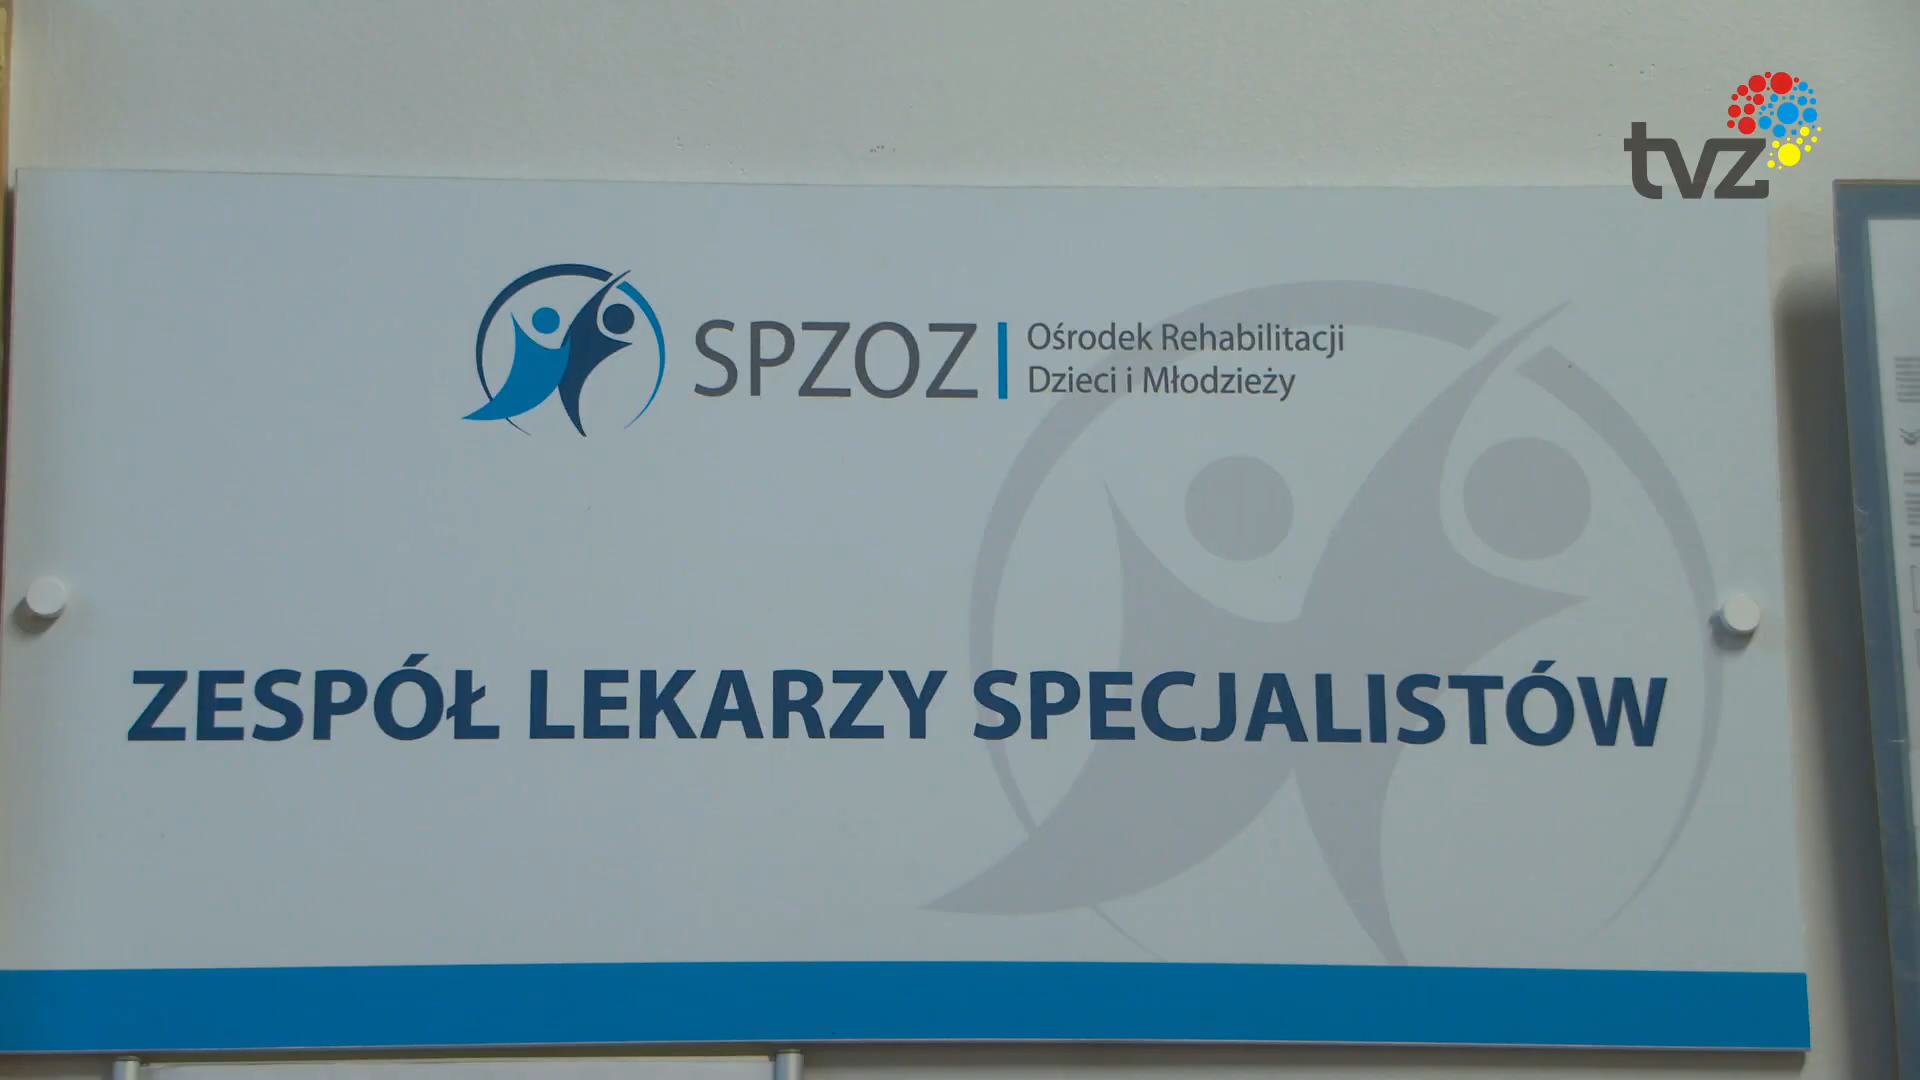 tvz
SPZOZ
Ośrodek Rehabilitacji
Dzieci i Młodzieży
ZESPÓŁ LEKARZY SPECJALISTÓW